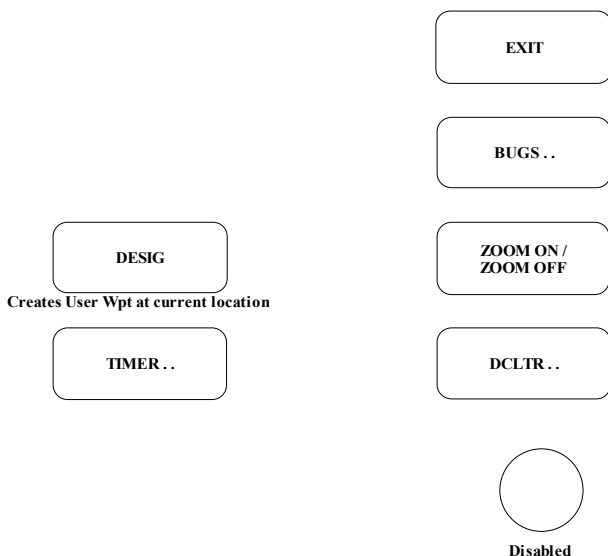 EXIT
BUGS . .
DESIG
ZOOM ON /
ZOOM OFF
Creates User Wpt at current location
TIMER . .
DCLTR . .
Disabled